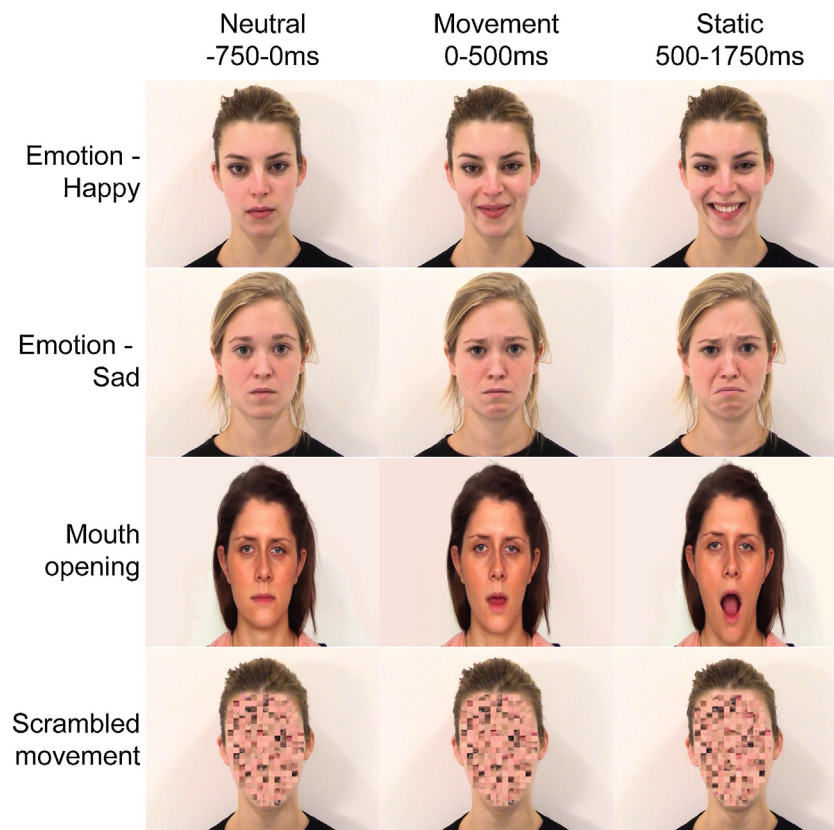 Neutral
-750-0ms
Movement
0-500ms
Static
500-1750ms
Emotion -
Happy
Emotion -
Sad
Mouth
opening
Scrambled
movement